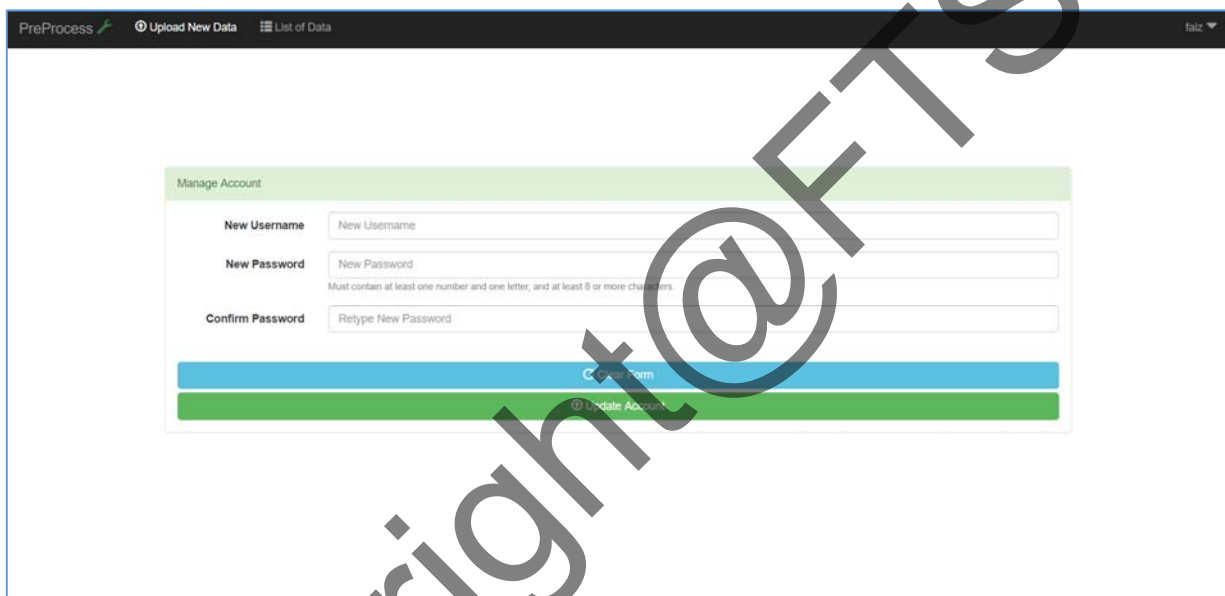 PreProcess Upload New Data List of Data faiz
Manage Account
New Username New Username
New Password New Password
Must contain at least one number and one letter, and at least 8 or more characters.
Confirm Password Retype New Password
Clear Form
Update Account
right@FTS